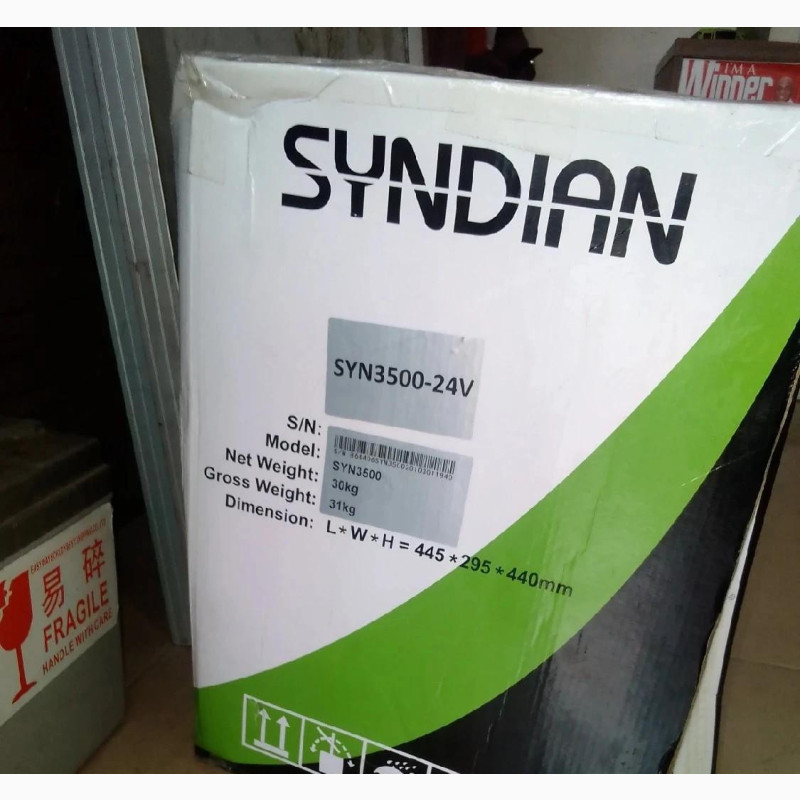 I'M A
Winner
SYNDIAN
SYN3500-24V
S/N:
Model: SYN3500
Net Weight: 30kg
Gross Weight: 31kg
Dimension: L*W*H = 445*295*440mm
易碎
FRAGILE
HANDLE WITH CARE